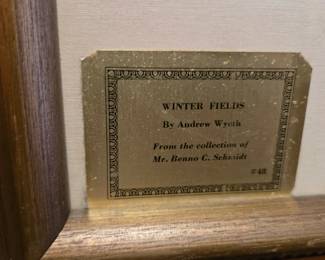 WINTER FIELDS
By Andrew Wyeth
From the collection of
Mr. Benno C. Schmidt
#48